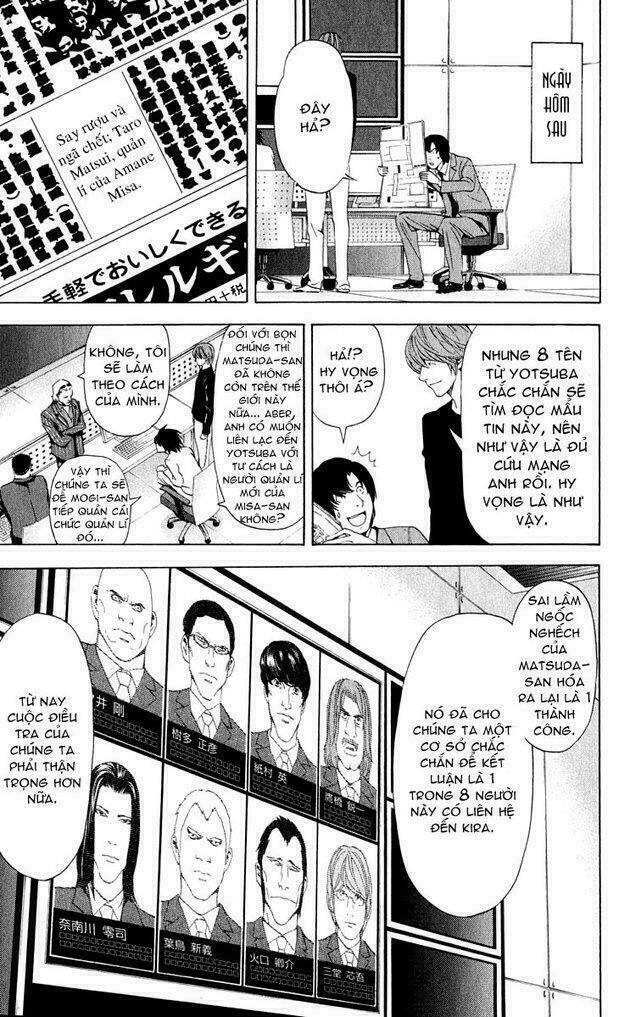 NGÀY
HÔM
SAU
ĐÂY
HẢ?
Say rượu và
ngã chết; Taro
Matsui, quản
lí của Amane
Misa.
手軽でおいしくできる
NHƯNG 8 TÊN
TỪ YOTSUBA
CHẮC CHẮN SẼ
TÌM ĐỌC MẨU
TIN NÀY, NÊN
NHƯ VẬY LÀ ĐỦ
CỨU MẠNG
ANH RỒI. HY
VỌNG LÀ NHƯ
VẬY.
HẢ!?
HY VỌNG
THÔI Á?
ĐỐI VỚI BỌN
CHÚNG THÌ
MATSUDA-SAN
ĐÃ KHÔNG
CÒN TRÊN THẾ
GIỚI NÀY
NỮA... ABER,
ANH CÓ MUỐN
LIÊN LẠC ĐẾN
YOTSUBA VỚI
TƯ CÁCH LÀ
NGƯỜI QUẢN LÍ
MỚI CỦA
MISA-SAN
KHÔNG?
KHÔNG, TÔI
SẼ LÀM
THEO CÁCH
CỦA MÌNH.
VẬY THÌ
CHÚNG TA SẼ
ĐỂ MOGI-SAN
TIẾP QUẢN CÁI
CHỨC QUẢN LÍ
ĐÓ...
SAI LẦM
NGỐC
NGHẾCH
CỦA
MATSUDA-
SAN HÓA
RA LẠI LÀ 1
THÀNH
CÔNG.
NÓ ĐÃ CHO
CHÚNG TA MỘT
CƠ SỞ CHẮC
CHẮN ĐỂ KẾT
LUẬN LÀ 1
TRONG 8 NGƯỜI
NÀY CÓ LIÊN HỆ
ĐẾN KIRA.
TỪ NAY
CUỘC ĐIỀU
TRA CỦA
CHÚNG TA
PHẢI THẬN
TRỌNG HƠN
NỮA.
井 剛
樹多 正彦
紙村 英
鷹橋 鋭一
奈南川 零司
葉鳥 新義
火口 卿介
三堂 芯吾